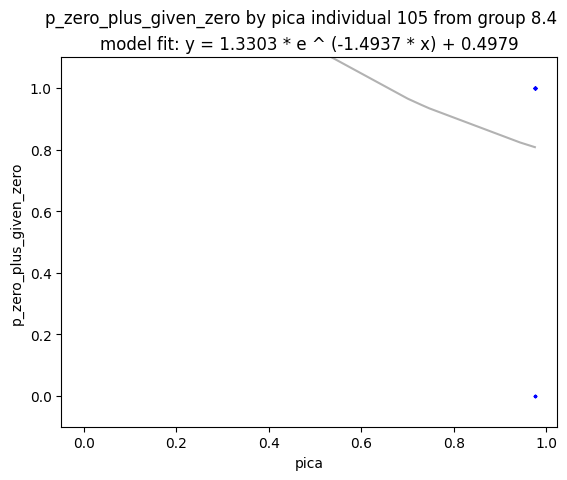 p_zero_plus_given_zero by pica individual 105 from group 8.4
model fit: y = 1.3303 * e ^ (-1.4937 * x) + 0.4979
1.0
0.8
0.6
0.4
0.2
0.0
p_zero_plus_given_zero
0.0 0.2 0.4 0.6 0.8 1.0
pica